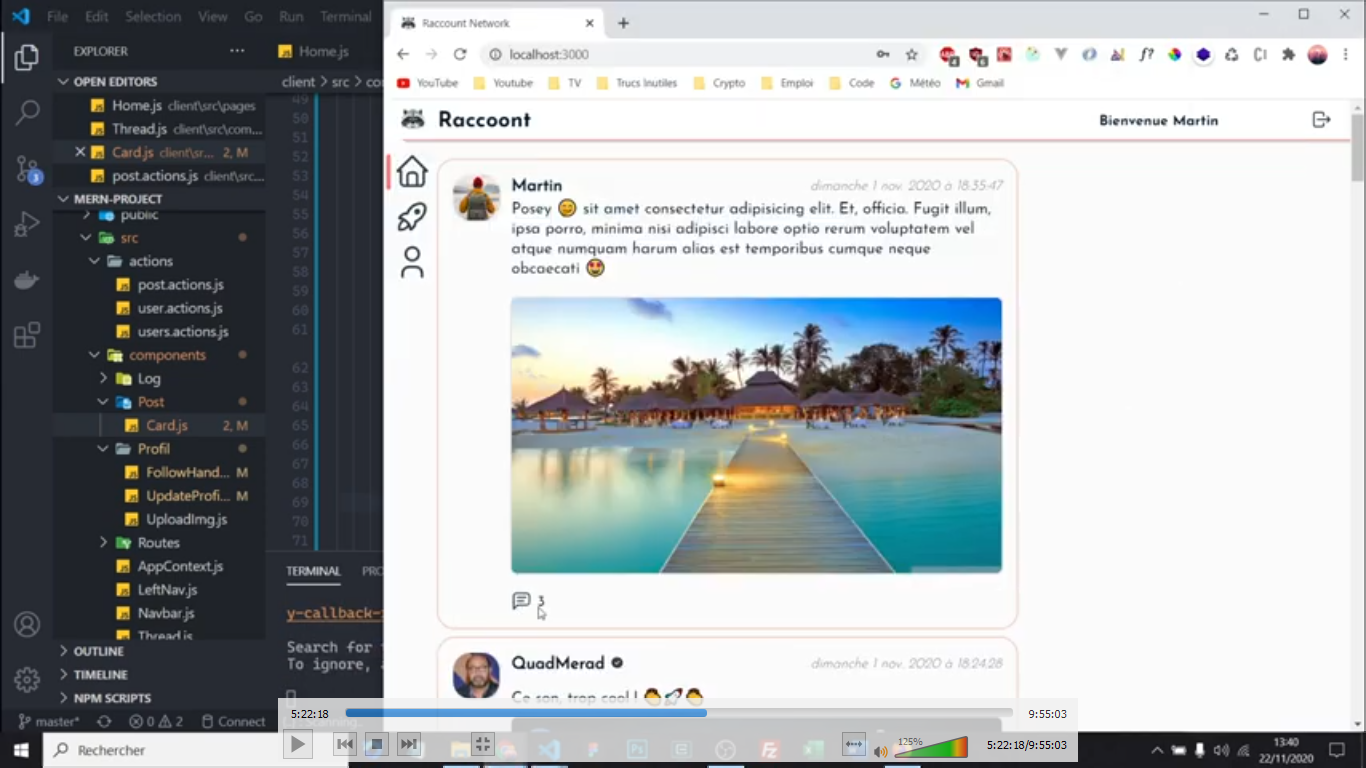 File Edit Selection View Go Run Terminal
Raccount Network
EXPLORER
Home.js
localhost:3000
OPEN EDITORS
client > src > co
YouTube Youtube TV Trucs Inutiles Crypto Emploi Code Météo Gmail
Home.js client\src\pages
Thread.js client\src\com...
Card.js client\sr... 2, M
post.actions.js client\src...
MERN-PROJECT
public
src
actions
post.actions.js
user.actions.js
users.actions.js
components
Log
Post
Card.js 2, M
Profil
FollowHand... M
UpdateProfi... M
UploadImg.js
Routes
AppContext.js
LeftNav.js
Navbar.js
Thread.js
OUTLINE
TIMELINE
NPM SCRIPTS
master* 0 2 Connect
49
50
51
52
53
54
55
56
57
58
59
60
61
62
63
64
65
66
67
68
69
70
71
TERMINAL PRO
y-callback-
Search for
To ignore,
Raccoont
Bienvenue Martin
Martin
dimanche 1 nov. 2020 à 18:35:47
Posey 😊 sit amet consectetur adipisicing elit. Et, officia. Fugit illum,
ipsa porro, minima nisi adipisci labore optio rerum voluptatem vel
atque numquam harum alias est temporibus cumque neque
obcaecati 😍
3
QuadMerad
dimanche 1 nov. 2020 à 18:24:28
Ce son, trop cool !
5:22:18
9:55:03
125%
5:22:18/9:55:03
Rechercher
13:40
22/11/2020